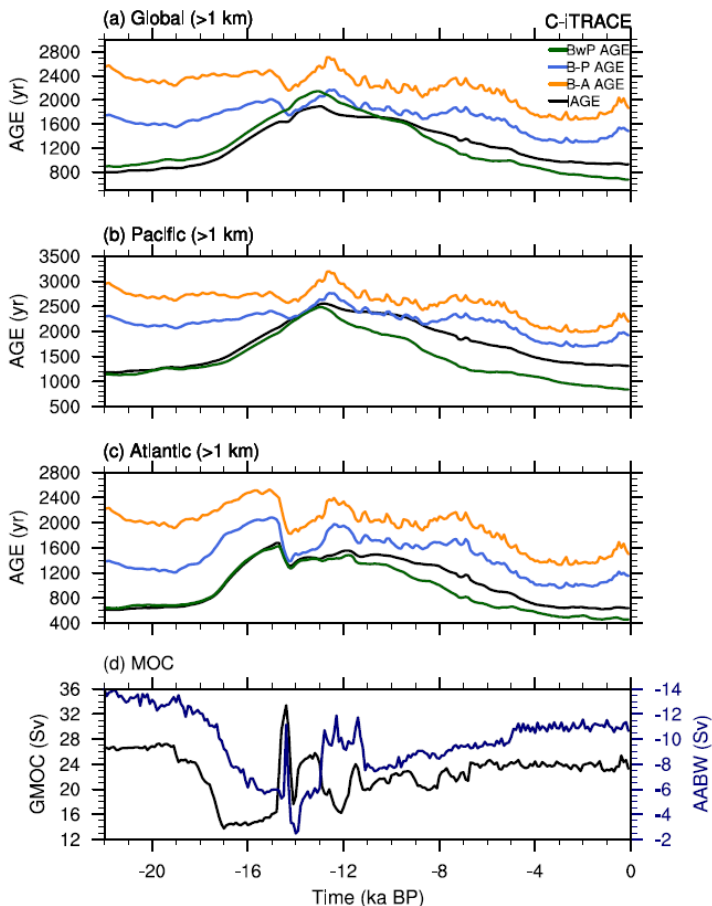 (a) Global (>1 km)
C-iTRACE
BwP AGE
B-P AGE
B-A AGE
IAGE
2800
2400
2000
1600
1200
800
AGE (yr)
(b) Pacific (>1 km)
3500
3000
2500
2000
1500
1000
500
AGE (yr)
(c) Atlantic (>1 km)
2800
2400
2000
1600
1200
800
400
AGE (yr)
(d) MOC
36
32
28
24
20
16
12
GMOC (Sv)
-14
-12
-10
-8
-6
-4
-2
AABW (Sv)
-20 -16 -12 -8 -4 0
Time (ka BP)